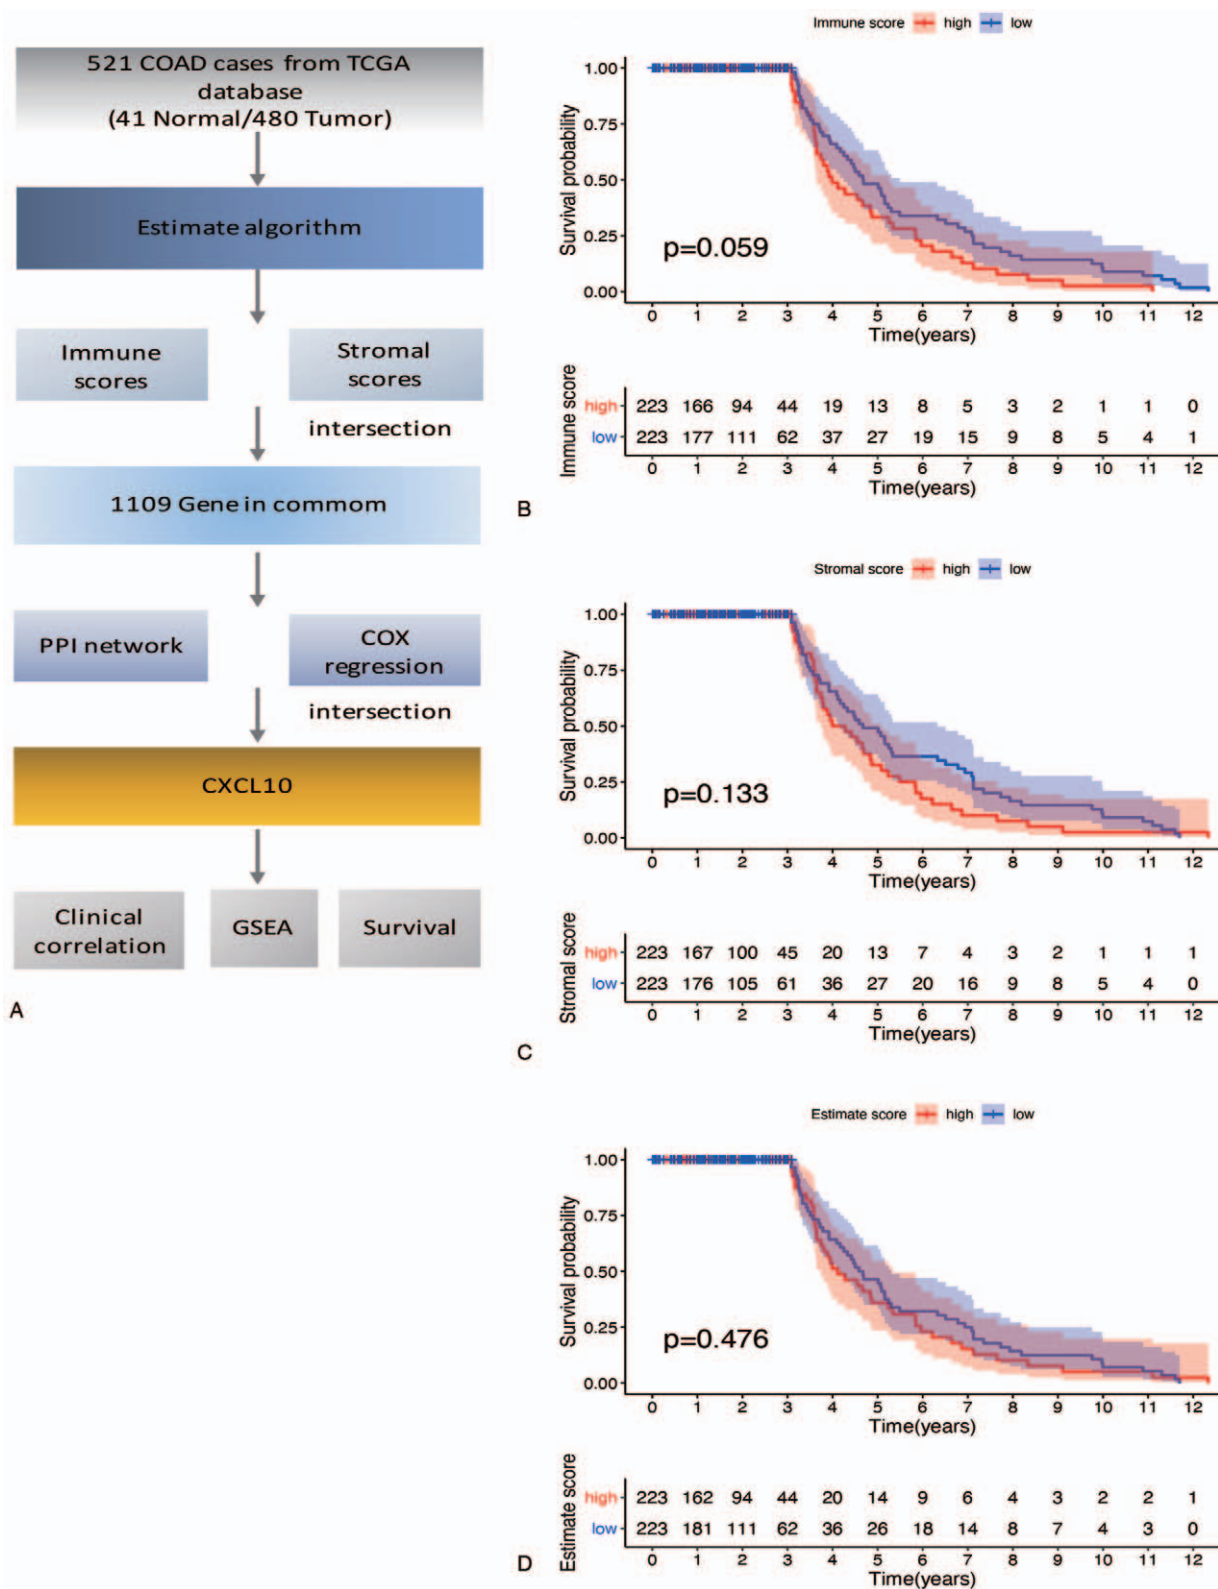 521 COAD cases from TCGA
database
(41 Normal/480 Tumor)
Estimate algorithm
Immune
scores
Stromal
scores
intersection
1109 Gene in commom
PPI network
COX
regression
intersection
CXCL10
Clinical
correlation
GSEA
Survival
A
Immune score high low
Survival probability
1.00
0.75
0.50
0.25
0.00
p=0.059
0 1 2 3 4 5 6 7 8 9 10 11 12
Time(years)
Immune score
high 223 166 94 44 19 13 8 5 3 2 1 1 0
low 223 177 111 62 37 27 19 15 9 8 5 4 1
0 1 2 3 4 5 6 7 8 9 10 11 12
Time(years)
B
Stromal score high low
Survival probability
1.00
0.75
0.50
0.25
0.00
p=0.133
0 1 2 3 4 5 6 7 8 9 10 11 12
Time(years)
Stromal score
high 223 167 100 45 20 13 7 4 3 2 1 1 1
low 223 176 105 61 36 27 20 16 9 8 5 4 0
0 1 2 3 4 5 6 7 8 9 10 11 12
Time(years)
C
Estimate score high low
Survival probability
1.00
0.75
0.50
0.25
0.00
p=0.476
0 1 2 3 4 5 6 7 8 9 10 11 12
Time(years)
Estimate score
high 223 162 94 44 20 14 9 6 4 3 2 2 1
low 223 181 111 62 36 26 18 14 8 7 4 3 0
0 1 2 3 4 5 6 7 8 9 10 11 12
Time(years)
D